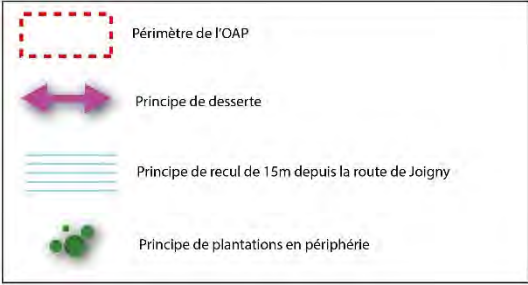 Périmètre de l'OAP
Principe de desserte
Principe de recul de 15m depuis la route de Joigny
Principe de plantations en périphérie